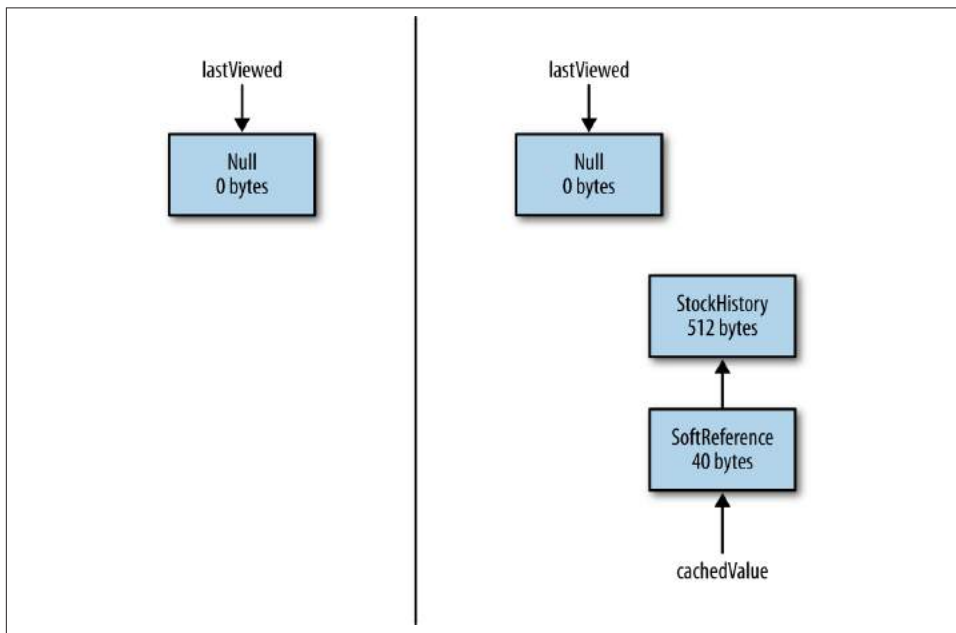 lastViewed
Null
0 bytes
lastViewed
Null
0 bytes
StockHistory
512 bytes
SoftReference
40 bytes
cachedValue